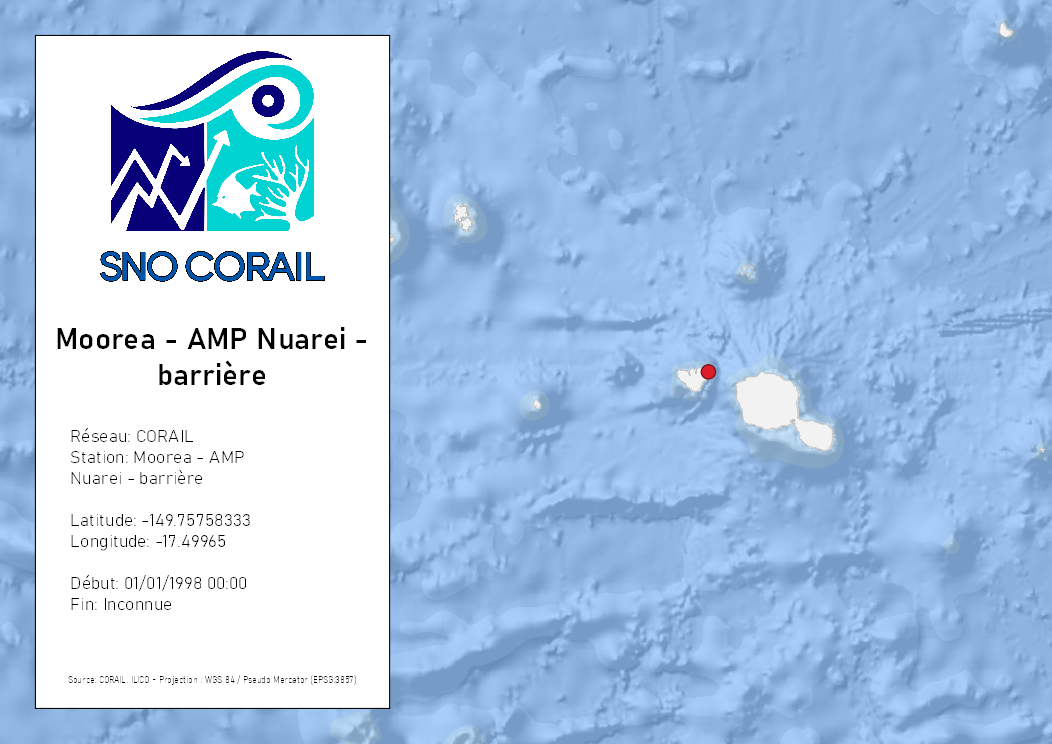 SNO CORAIL
Moorea - AMP Nuarei -
barrière
Réseau: CORAIL
Station: Moorea - AMP
Nuarei - barrière
Latitude: -149.75758333
Longitude: -17.49965
Début: 01/01/1998 00:00
Fin: Inconnue
Source: CORAIL, ILICO - Projection : WGS 84 / Pseudo Mercator (EPSG:3857)